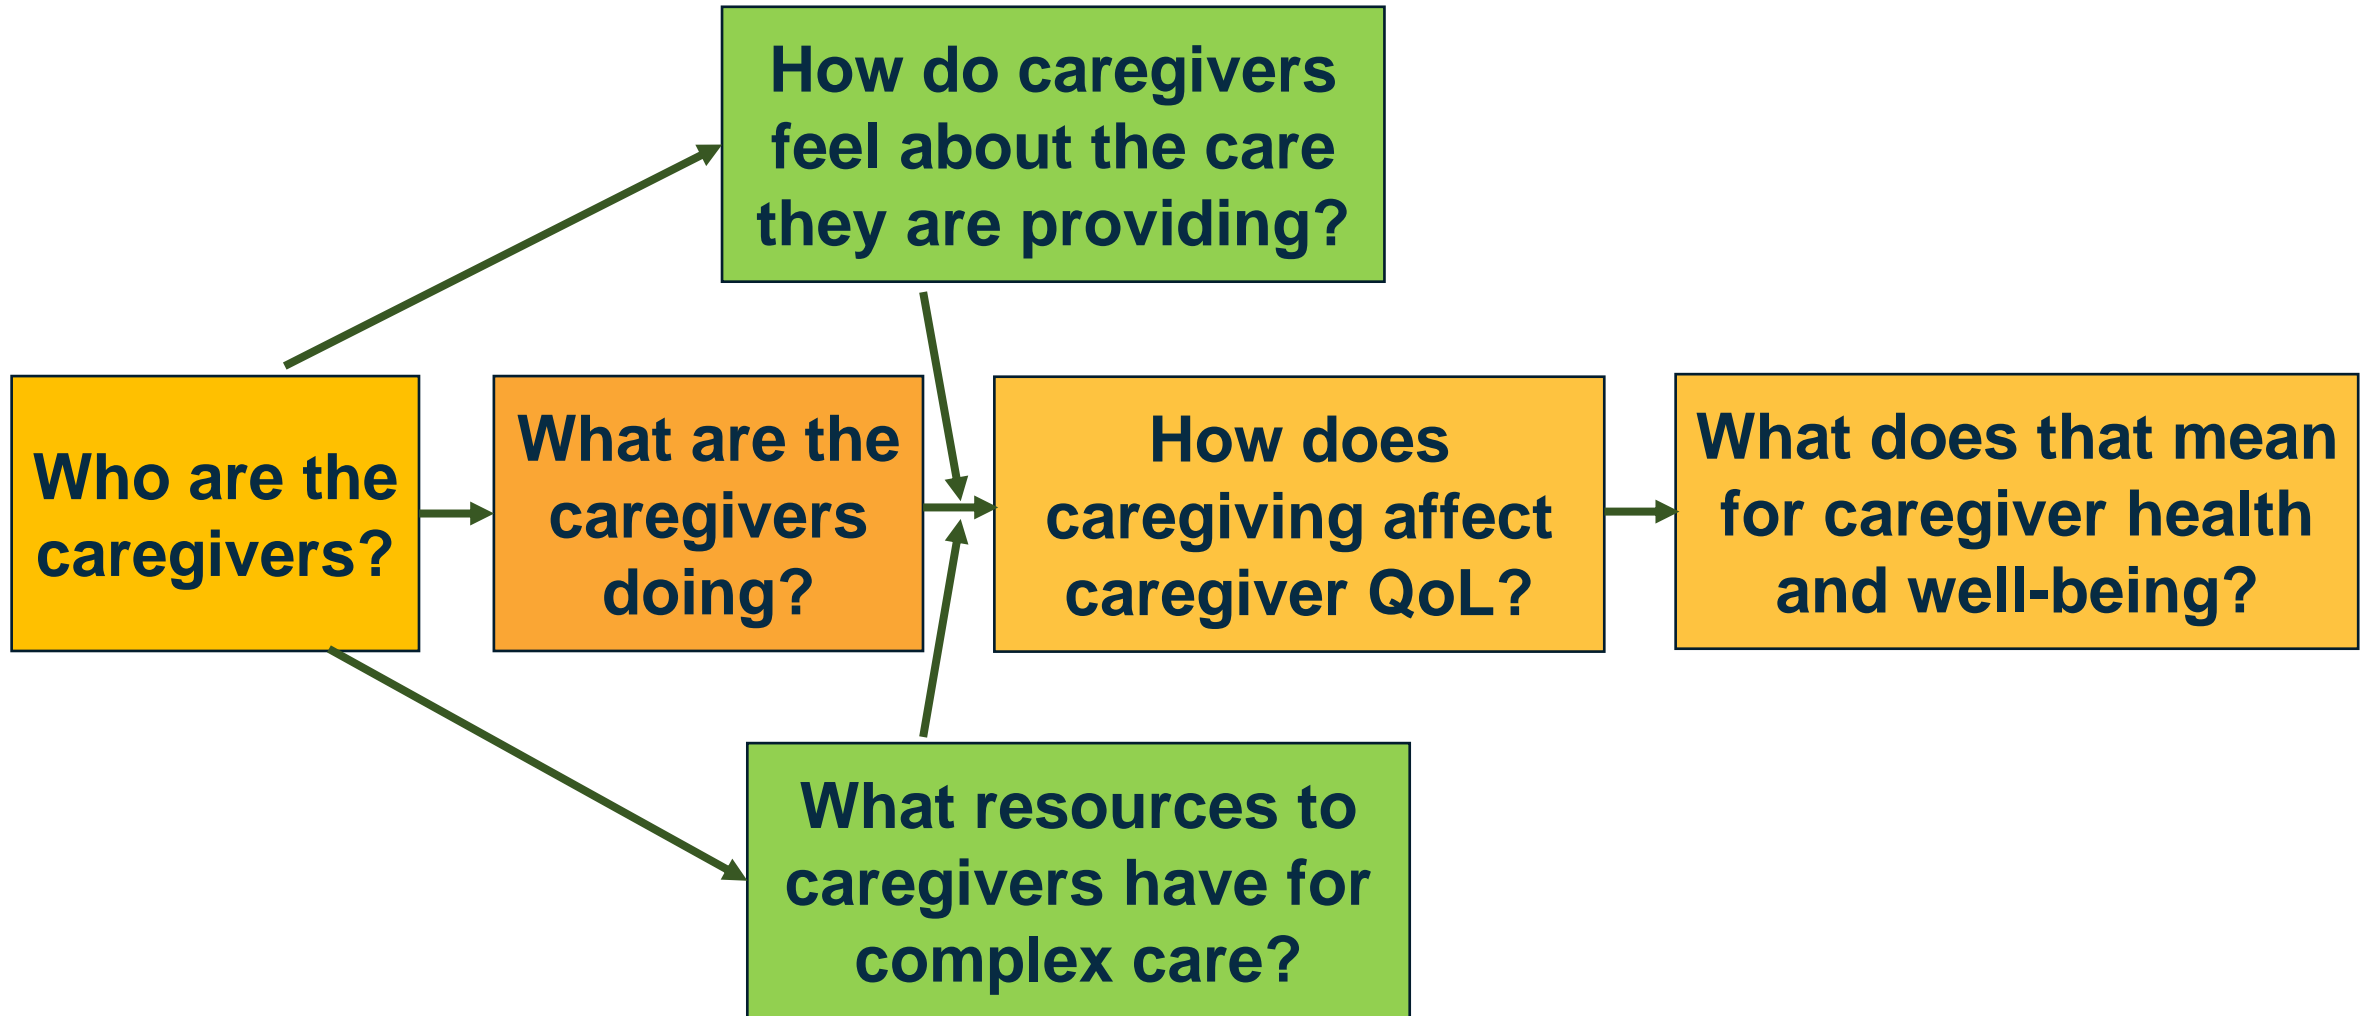 How do caregivers
feel about the care
they are providing?
Who are the
caregivers?
What are the
caregivers
doing?
How does
caregiving affect
caregiver QoL?
What does that mean
for caregiver health
and well-being?
What resources to
caregivers have for
complex care?